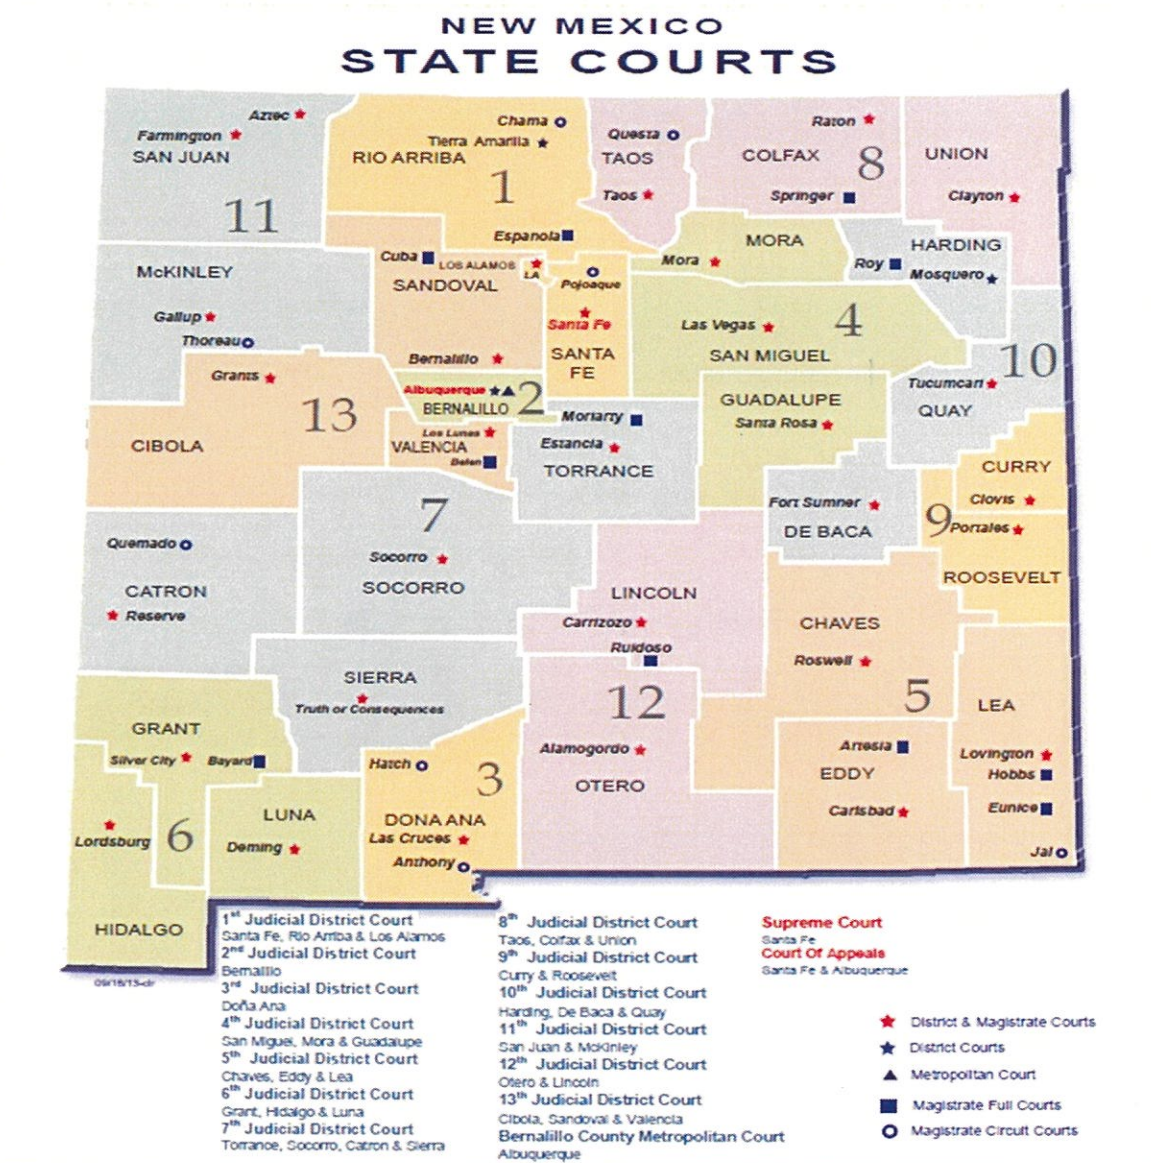 NEW MEXICO
STATE COURTS
Aztec
Farmington
SAN JUAN
11
Chama
Tierra Amarilla
RIO ARRIBA
1
Espanola
Questa
TAOS
Taos
Raton
COLFAX
8
Springer
UNION
Clayton
McKINLEY
Gallup
Thoreau
Cuba
LOS ALAMOS
LA
SANDOVAL
Bernalillo
Pojoaque
Santa Fe
SANTA
FE
MORA
Mora
Roy
HARDING
Mosquero
Las Vegas
4
SAN MIGUEL
10
Grants
13
CIBOLA
Albuquerque
2
BERNALILLO
Los Lunas
VALENCIA
Belen
Moriarty
Estancia
TORRANCE
GUADALUPE
Santa Rosa
Tucumcari
QUAY
CURRY
Clovis
9
Portales
ROOSEVELT
Fort Sumner
DE BACA
Quemado
CATRON
Reserve
7
Socorro
SOCORRO
LINCOLN
Carrizozo
Ruidoso
CHAVES
Roswell
5
SIERRA
Truth or Consequences
12
Alamogordo
OTERO
LEA
Lovington
Hobbs
Eunice
Jal
Artesia
EDDY
Carlsbad
GRANT
Silver City
Bayard
Lordsburg
6
HIDALGO
LUNA
Deming
Hatch
3
DONA ANA
Las Cruces
Anthony
09/16/13-dlr
1st Judicial District Court
Santa Fe, Rio Arriba & Los Alamos
2nd Judicial District Court
Bernalillo
3rd Judicial District Court
Doña Ana
4th Judicial District Court
San Miguel, Mora & Guadalupe
5th Judicial District Court
Chaves, Eddy & Lea
6th Judicial District Court
Grant, Hidalgo & Luna
7th Judicial District Court
Torrance, Socorro, Catron & Sierra
8th Judicial District Court
Taos, Colfax & Union
9th Judicial District Court
Curry & Roosevelt
10th Judicial District Court
Harding, De Baca & Quay
11th Judicial District Court
San Juan & McKinley
12th Judicial District Court
Otero & Lincoln
13th Judicial District Court
Cibola, Sandoval & Valencia
Bernalillo County Metropolitan Court
Albuquerque
Supreme Court
Santa Fe
Court Of Appeals
Santa Fe & Albuquerque
District & Magistrate Courts
District Courts
Metropolitan Court
Magistrate Full Courts
Magistrate Circuit Courts